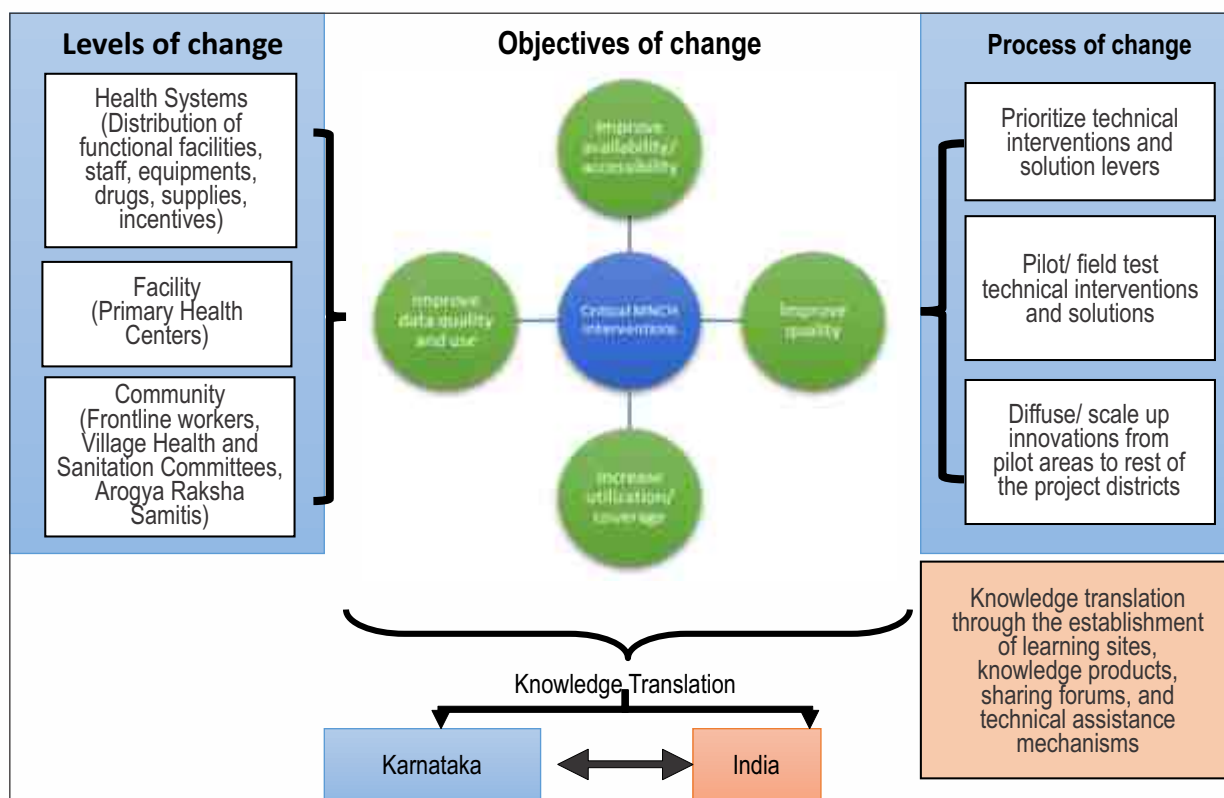 Levels of change
Health Systems
(Distribution of
functional facilities,
staff, equipments,
drugs, supplies,
incentives)
Facility
(Primary Health
Centers)
Community
(Frontline workers,
Village Health and
Sanitation Committees,
Arogya Raksha
Samitis)
Objectives of change
Improve
availability/
accessibility
Improve
data quality
and use
Critical MNCH
interventions
Improve
quality
Increase
utilization/
coverage
Process of change
Prioritize technical
interventions and
solution levers
Pilot/ field test
technical interventions
and solutions
Diffuse/ scale up
innovations from
pilot areas to rest of
the project districts
Knowledge translation
through the establishment
of learning sites,
knowledge products,
sharing forums, and
technical assistance
mechanisms
Knowledge Translation
Karnataka
India